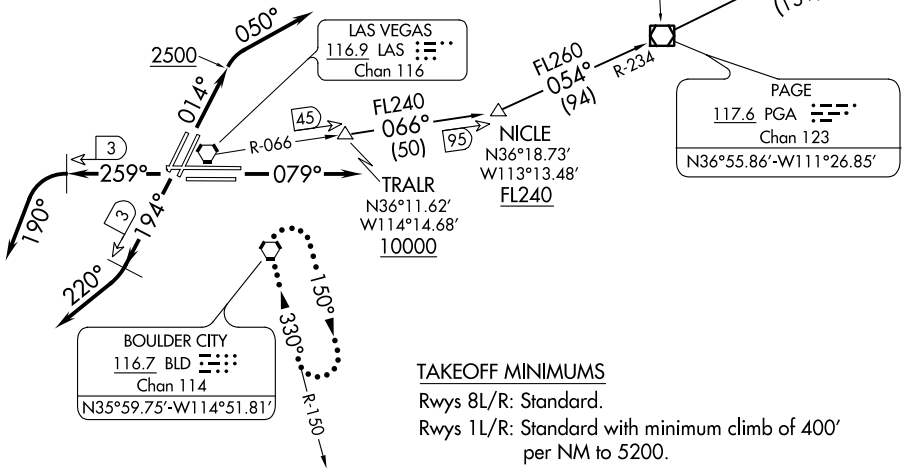 050°
2500
014°
LAS VEGAS
116.9 LAS
Chan 116
R-066
45
FL240
066°
(50)
95
FL260
054°
(94)
R-234
PAGE
117.6 PGA
Chan 123
N36°55.86'-W111°26.85'
NICLE
N36°18.73'
W113°13.48'
FL240
TRALR
N36°11.62'
W114°14.68'
10000
3
259°
079°
190°
194°
3
220°
150°
330°
R-150
BOULDER CITY
116.7 BLD
Chan 114
N35°59.75'-W114°51.81'
TAKEOFF MINIMUMS
Rwys 8L/R: Standard.
Rwys 1L/R: Standard with minimum climb of 400'
per NM to 5200.